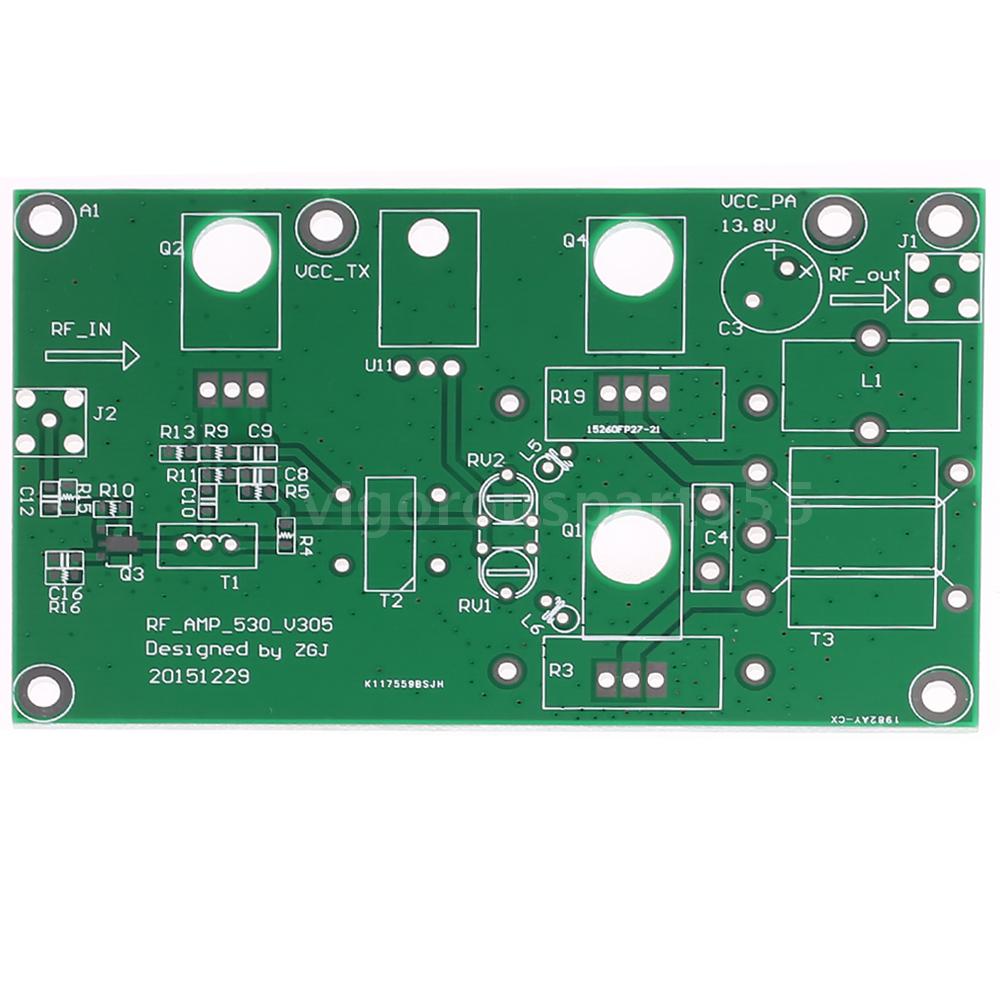 A1
Q2
VCC_TX
Q4
VCC_PA
13.8V
J1
RF_out
C3
RF_IN
U11
R19
15260FP27-21
L1
J2
R13 R9 C9
R11
C8
R5
C10
RV2
L5
C12
R15
R10
vigorousparts55
R4
Q1
C4
Q3
T1
C16
R16
T2
RV1
L6
T3
RF_AMP_530_V305
Designed by ZGJ
20151229
K117559BSJH
R3
1982AY-CX